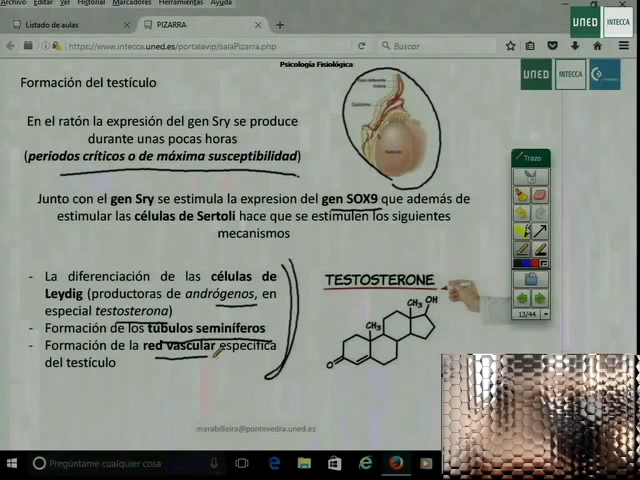 Archivo Editar Ver Historial Marcadores Herramientas Ayuda
Listado de aulas
PIZARRA
https://www.intecca.uned.es/portalavip/salaPizarra.php
Buscar
UNED INTECCA
Psicología Fisiológica
UNED INTECCA
Formación del testículo
En el ratón la expresión del gen Sry se produce
durante unas pocas horas
(periodos críticos o de máxima susceptibilidad)
Junto con el gen Sry se estimula la expresion del gen SOX9 que además de
estimular las células de Sertoli hace que se estimulen los siguientes
mecanismos
- La diferenciación de las células de
Leydig (productoras de andrógenos, en
especial testosterona)
- Formación de los túbulos seminíferos
- Formación de la red vascular especifica
del testículo
TESTOSTERONE
OH
CH3
CH3
O
Trazo
13/44
marabilleira@pontevedra.uned.es
Pregúntame cualquier cosa